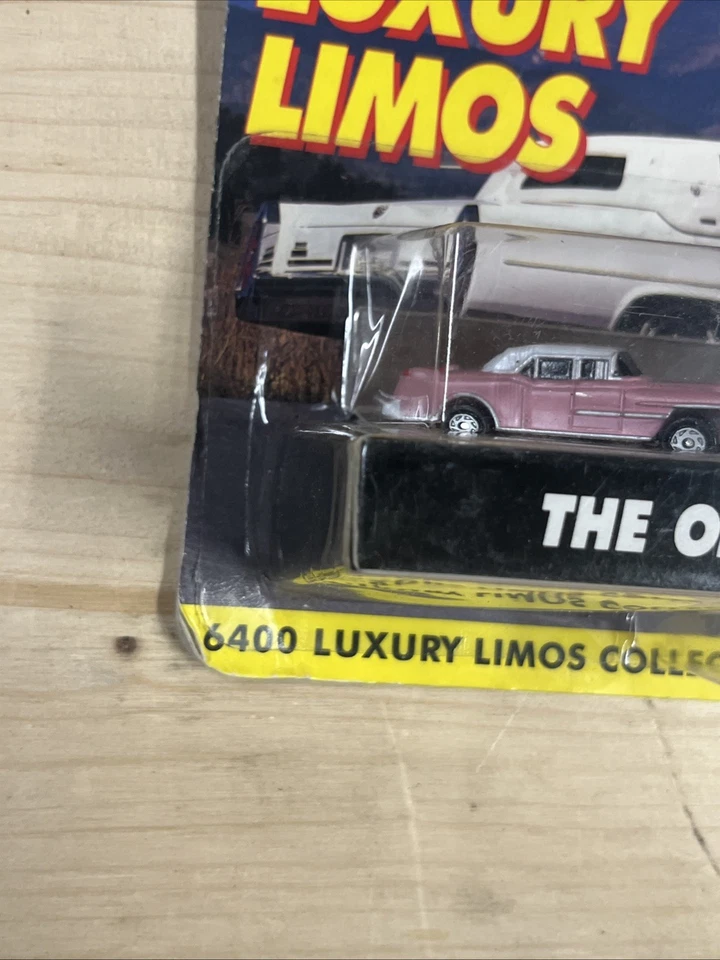 LUXURY
LIMOS
THE O
6400 LUXURY LIMOS COLLEC